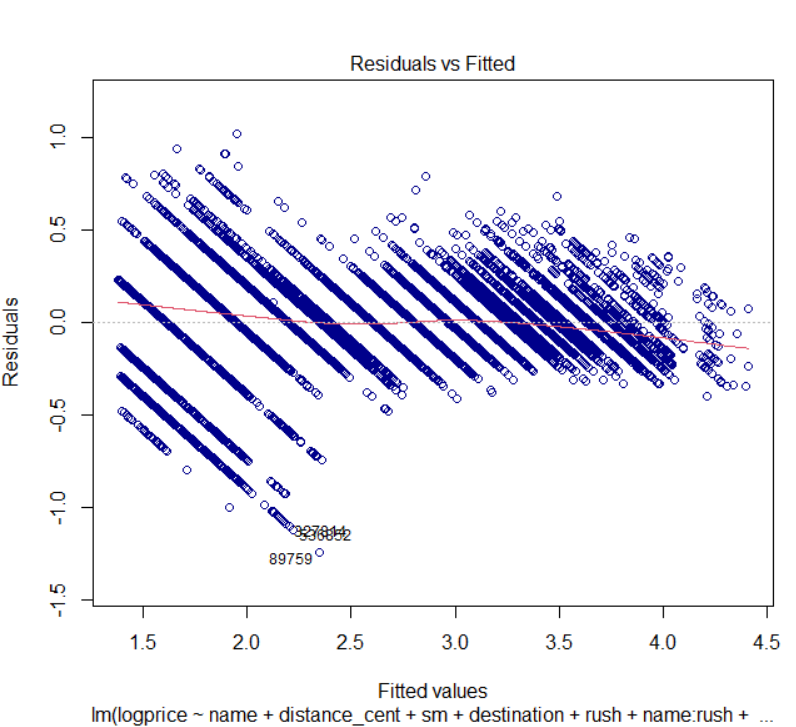 Residuals vs Fitted
Residuals
1.0
0.5
0.0
-0.5
-1.0
-1.5
89759
1.5 2.0 2.5 3.0 3.5 4.0 4.5
Fitted values
lm(logprice ~ name + distance_cent + sm + destination + rush + name:rush + ...